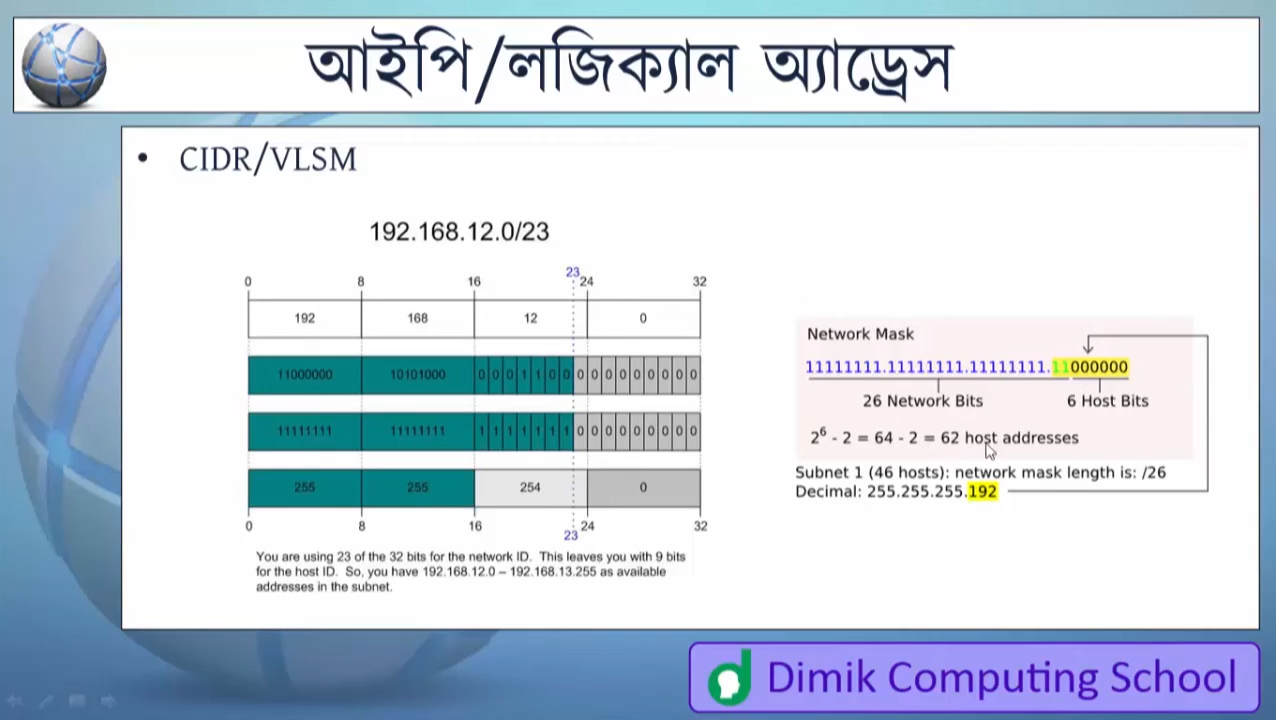 আইপি/লজিক্যাল অ্যাড্রেস
• CIDR/VLSM
192.168.12.0/23
0 8 16 23 24 32
192 168 12 0
11000000 10101000 0 0 0 1 1 0 0 0 0 0 0 0 0 0 0
11111111 11111111 1 1 1 1 1 1 1 0 0 0 0 0 0 0 0 0
255 255 254 0
0 8 16 23 24 32
You are using 23 of the 32 bits for the network ID. This leaves you with 9 bits
for the host ID. So, you have 192.168.12.0 – 192.168.13.255 as available
addresses in the subnet.
Network Mask
11111111.11111111.11111111.11000000
26 Network Bits 6 Host Bits
2⁶ - 2 = 64 - 2 = 62 host addresses
Subnet 1 (46 hosts): network mask length is: /26
Decimal: 255.255.255.192
Dimik Computing School